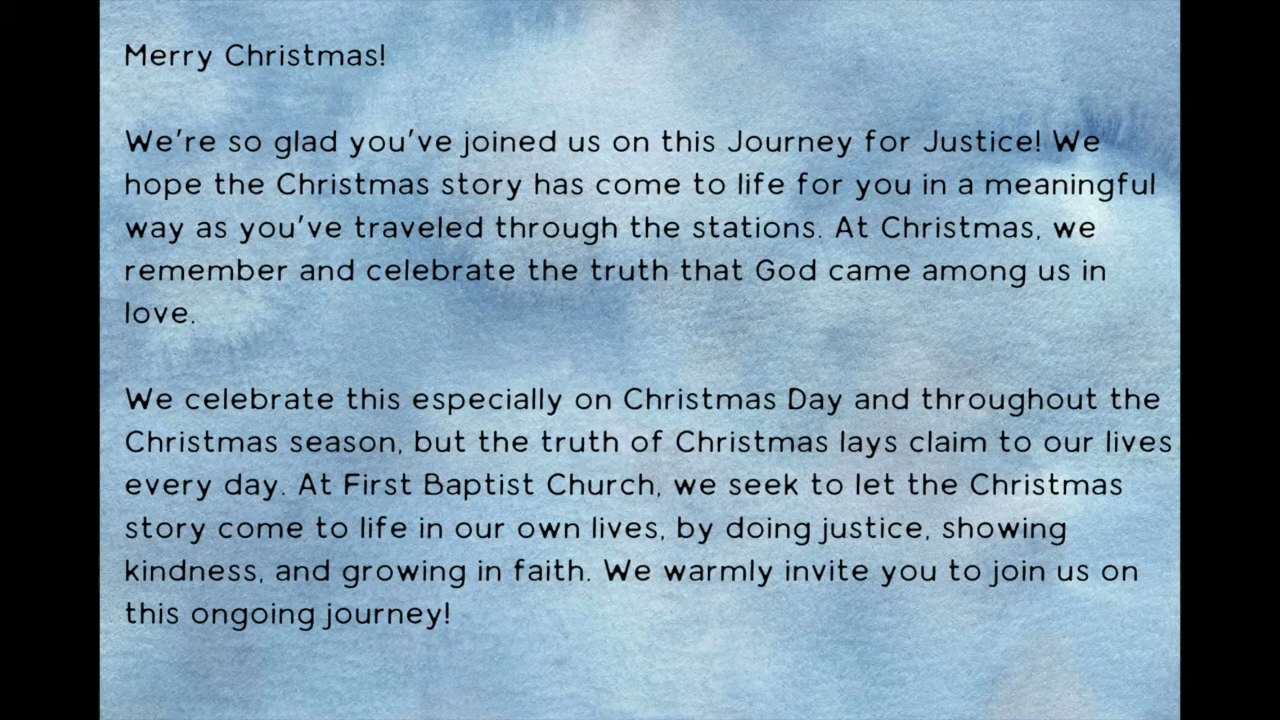 Merry Christmas!
We're so glad you've joined us on this Journey for Justice! We
hope the Christmas story has come to life for you in a meaningful
way as you've traveled through the stations. At Christmas, we
remember and celebrate the truth that God came among us in
love.
We celebrate this especially on Christmas Day and throughout the
Christmas season, but the truth of Christmas lays claim to our lives
every day. At First Baptist Church, we seek to let the Christmas
story come to life in our own lives, by doing justice, showing
kindness, and growing in faith. We warmly invite you to join us on
this ongoing journey!